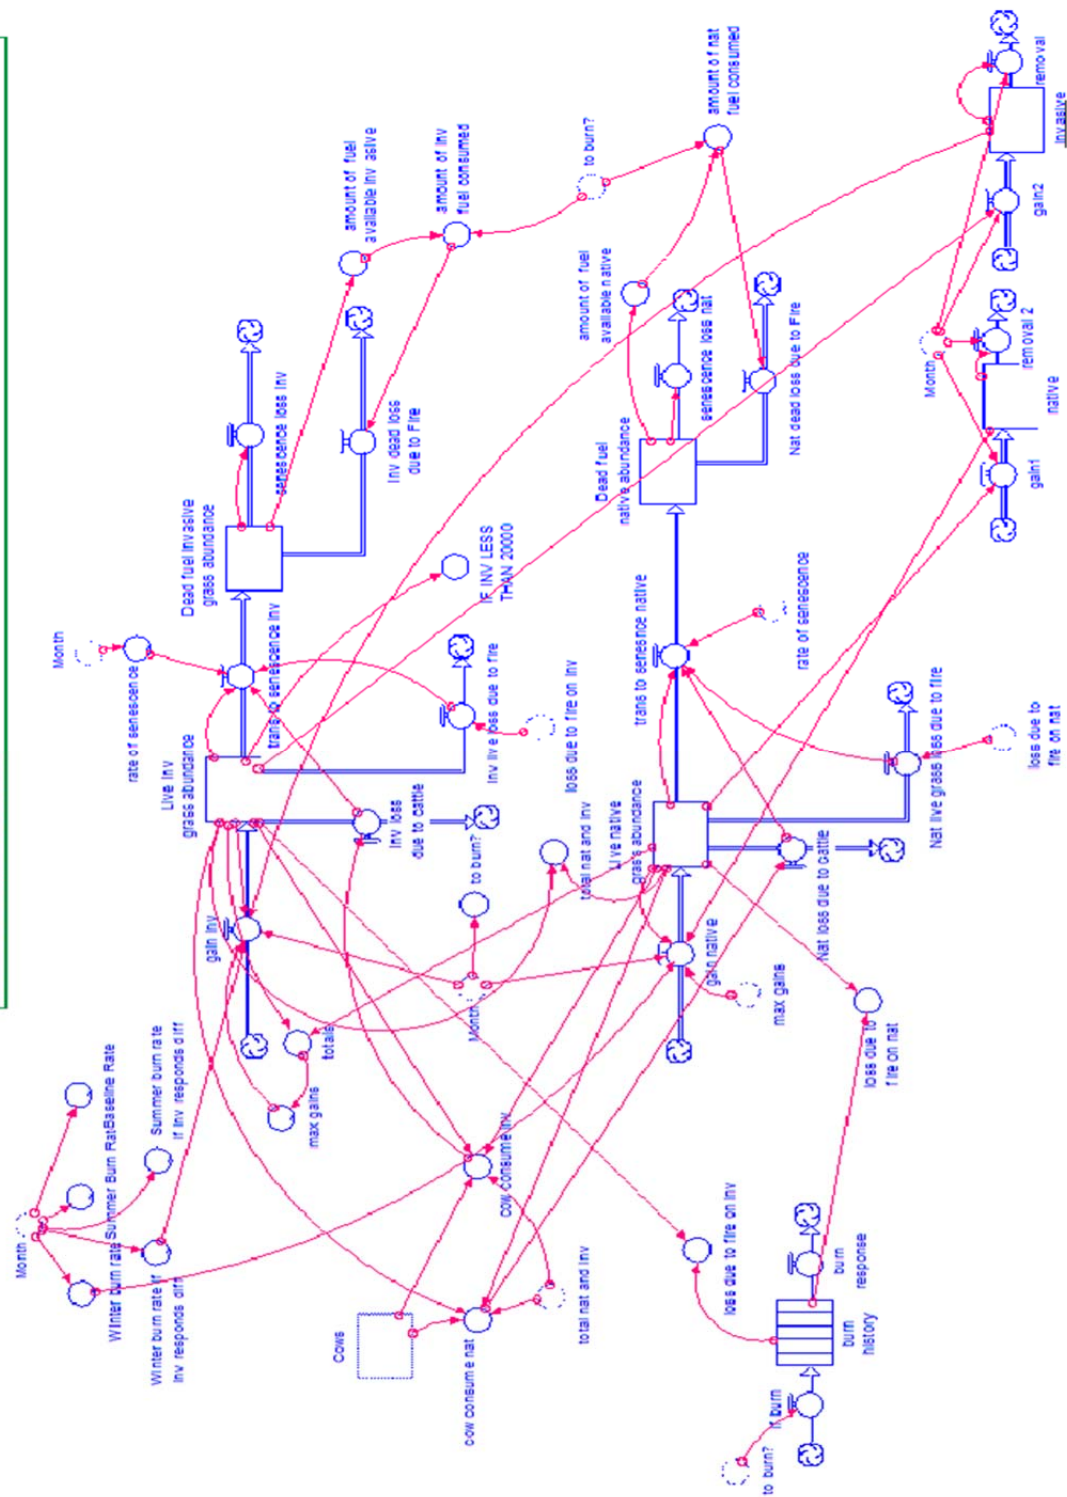 Month
Winter burn rate
Summer Burn Rat
Baseline Rate
Winter burn rate if
inv responds diff
Summer burn rate
if inv responds diff
max gains
totals
gain inv
Live inv
grass abundance
rate of senescence
Month
trans to senescence inv
Dead fuel invasive
grass abundance
senescence loss inv
Inv dead loss
due to Fire
amount of fuel
available inv asive
amount of inv
fuel consumed
to burn?
IF INV LESS
THAN 20000
inv live loss due to fire
loss due to fire on inv
inv loss
due to cattle
to burn?
Month
total nat and inv
Cows
cow consume nat
cow consume inv
total nat and inv
max gains
gain native
Live native
grass abundance
Nat loss due to cattle
trans to senesnce native
rate of senescence
Nat live grass loss due to fire
loss due to
fire on nat
Dead fuel
native abundance
senescence loss nat
Nat dead loss due to Fire
amount of fuel
available native
amount of nat
fuel consumed
to burn?
if burn
burn
history
burn
response
loss due to fire on inv
loss due to
fire on nat
Month
gain1
native
removal 2
gain2
invasive
removal